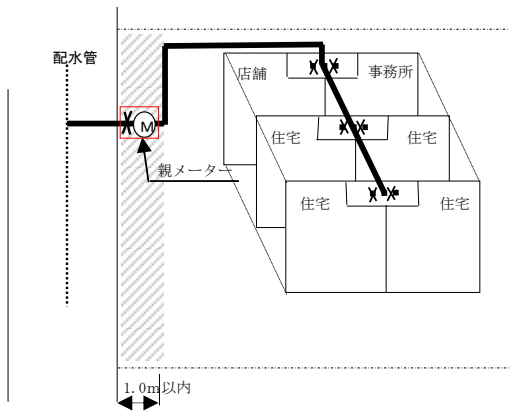 配水管
店舗 事務所
M
住宅 住宅
親メーター
住宅 住宅
1.0m以内